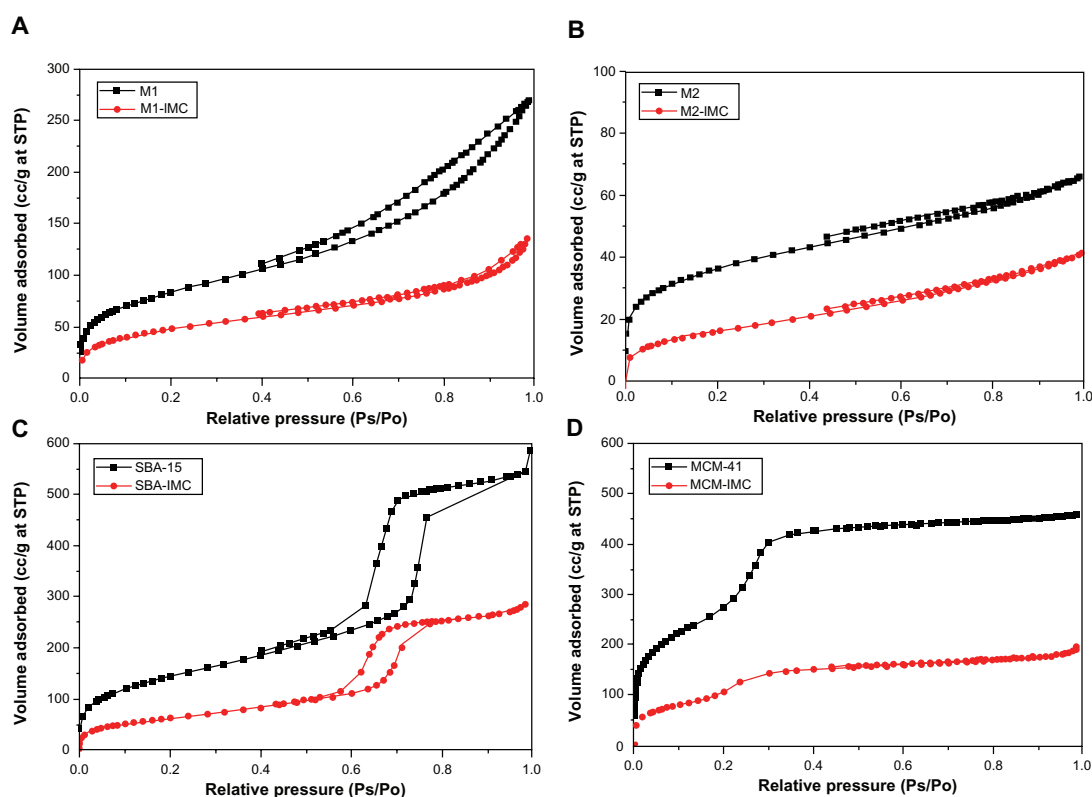 A
300
250
200
150
100
50
0
Volume adsorbed (cc/g at STP)
M1
M1-IMC
0.0 0.2 0.4 0.6 0.8 1.0
Relative pressure (Ps/Po)
B
100
80
60
40
20
0
Volume adsorbed (cc/g at STP)
M2
M2-IMC
0.0 0.2 0.4 0.6 0.8 1.0
Relative pressure (Ps/Po)
C
600
500
400
300
200
100
0
Volume adsorbed (cc/g at STP)
SBA-15
SBA-IMC
0.0 0.2 0.4 0.6 0.8 1.0
Relative pressure (Ps/Po)
D
600
500
400
300
200
100
0
Volume adsorbed (cc/g at STP)
MCM-41
MCM-IMC
0.0 0.2 0.4 0.6 0.8 1.0
Relative pressure (Ps/Po)